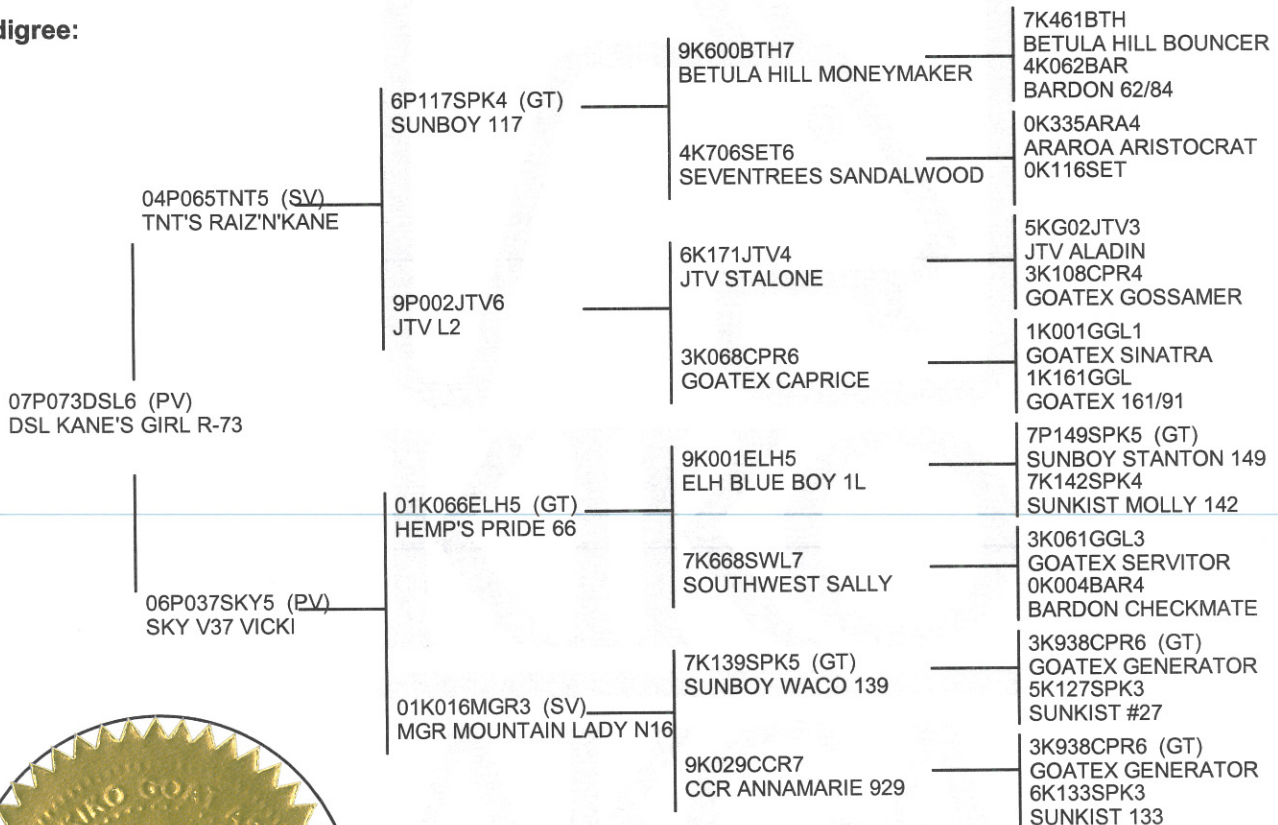 digree:
07P073DSL6 (PV)
DSL KANE'S GIRL R-73
04P065TNT5 (SV)
TNT'S RAIZ'N'KANE
06P037SKY5 (PV)
SKY V37 VICKI
6P117SPK4 (GT)
SUNBOY 117
9P002JTV6
JTV L2
01K066ELH5 (GT)
HEMP'S PRIDE 66
01K016MGR3 (SV)
MGR MOUNTAIN LADY N16
9K600BTH7
BETULA HILL MONEYMAKER
4K706SET6
SEVENTREES SANDALWOOD
6K171JTV4
JTV STALONE
3K068CPR6
GOATEX CAPRICE
9K001ELH5
ELH BLUE BOY 1L
7K668SWL7
SOUTHWEST SALLY
7K139SPK5 (GT)
SUNBOY WACO 139
9K029CCR7
CCR ANNAMARIE 929
7K461BTH
BETULA HILL BOUNCER
4K062BAR
BARDON 62/84
0K335ARA4
ARAROA ARISTOCRAT
0K116SET
5KG02JTV3
JTV ALADIN
3K108CPR4
GOATEX GOSSAMER
1K001GGL1
GOATEX SINATRA
1K161GGL
GOATEX 161/91
7P149SPK5 (GT)
SUNBOY STANTON 149
7K142SPK4
SUNKIST MOLLY 142
3K061GGL3
GOATEX SERVITOR
0K004BAR4
BARDON CHECKMATE
3K938CPR6 (GT)
GOATEX GENERATOR
5K127SPK3
SUNKIST #27
3K938CPR6 (GT)
GOATEX GENERATOR
6K133SPK3
SUNKIST 133
GOAT